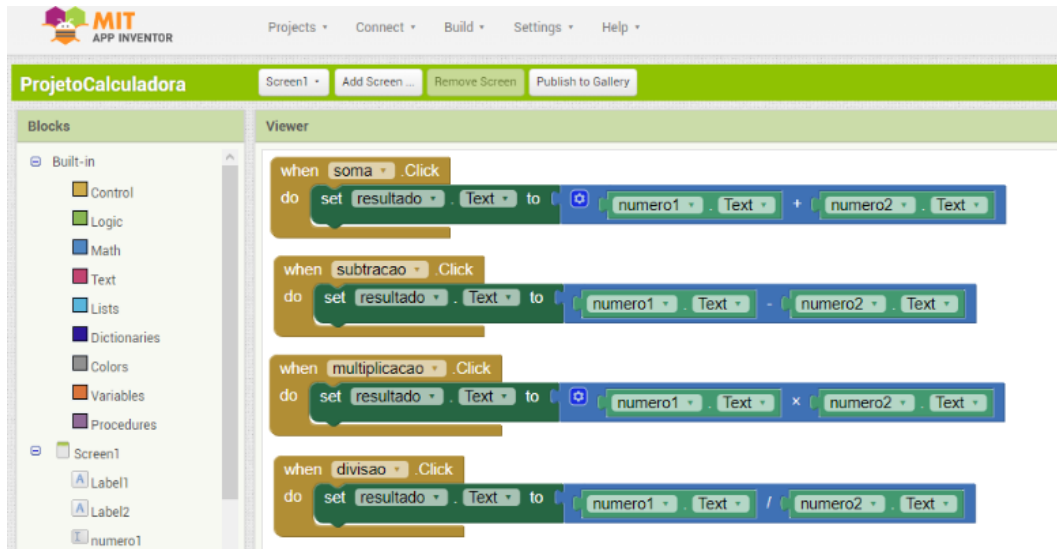 MIT
APP INVENTOR
Projects Connect Build Settings Help
ProjetoCalculadora
Screen1 Add Screen ... Remove Screen Publish to Gallery
Blocks
Built-in
Control
Logic
Math
Text
Lists
Dictionaries
Colors
Variables
Procedures
Screen1
Label1
Label2
numero1
Viewer
when soma .Click
do set resultado . Text to numero1 . Text + numero2 . Text
when subtracao .Click
do set resultado . Text to numero1 . Text - numero2 . Text
when multiplicacao .Click
do set resultado . Text to numero1 . Text × numero2 . Text
when divisao .Click
do set resultado . Text to numero1 . Text / numero2 . Text